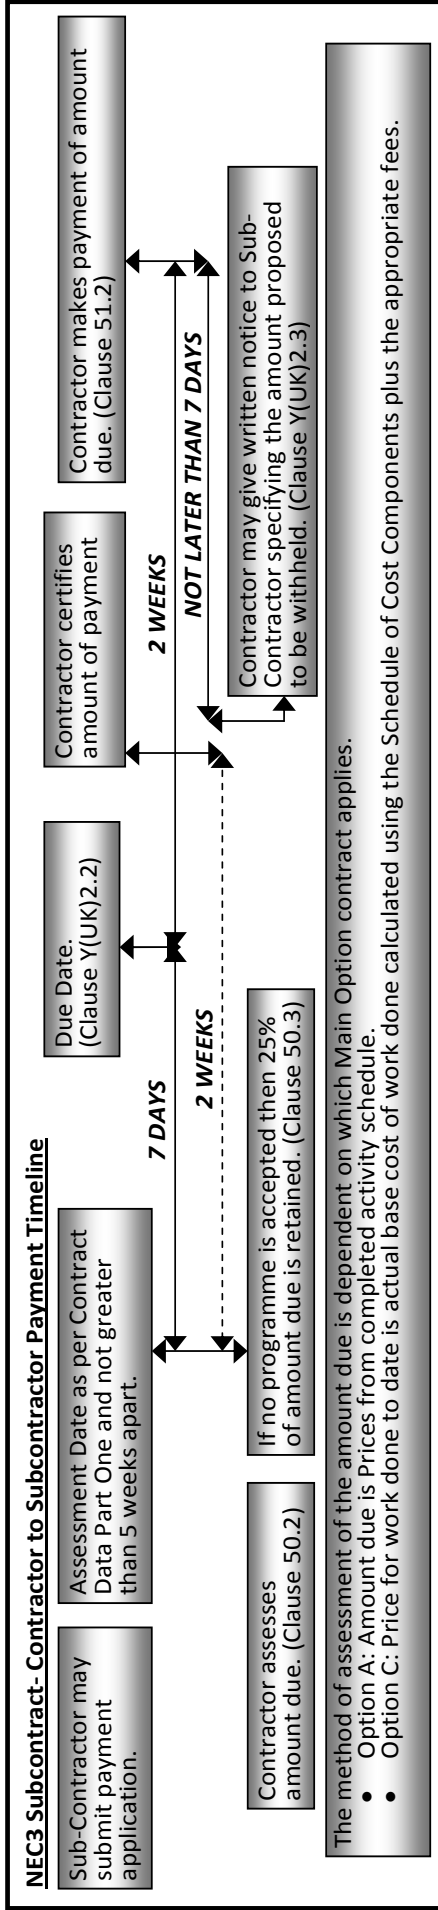 NEC3 Subcontract- Contractor to Subcontractor Payment Timeline
Sub-Contractor may
submit payment
application.
Assessment Date as per Contract
Data Part One and not greater
than 5 weeks apart.
Due Date.
(Clause Y(UK)2.2)
Contractor certifies
amount of payment
Contractor makes payment of amount
due. (Clause 51.2)
7 DAYS
2 WEEKS
2 WEEKS
NOT LATER THAN 7 DAYS
Contractor assesses
amount due. (Clause 50.2)
If no programme is accepted then 25%
of amount due is retained. (Clause 50.3)
Contractor may give written notice to Sub-
Contractor specifying the amount proposed
to be withheld. (Clause Y(UK)2.3)
The method of assessment of the amount due is dependent on which Main Option contract applies.
• Option A: Amount due is Prices from completed activity schedule.
• Option C: Price for work done to date is actual base cost of work done calculated using the Schedule of Cost Components plus the appropriate fees.